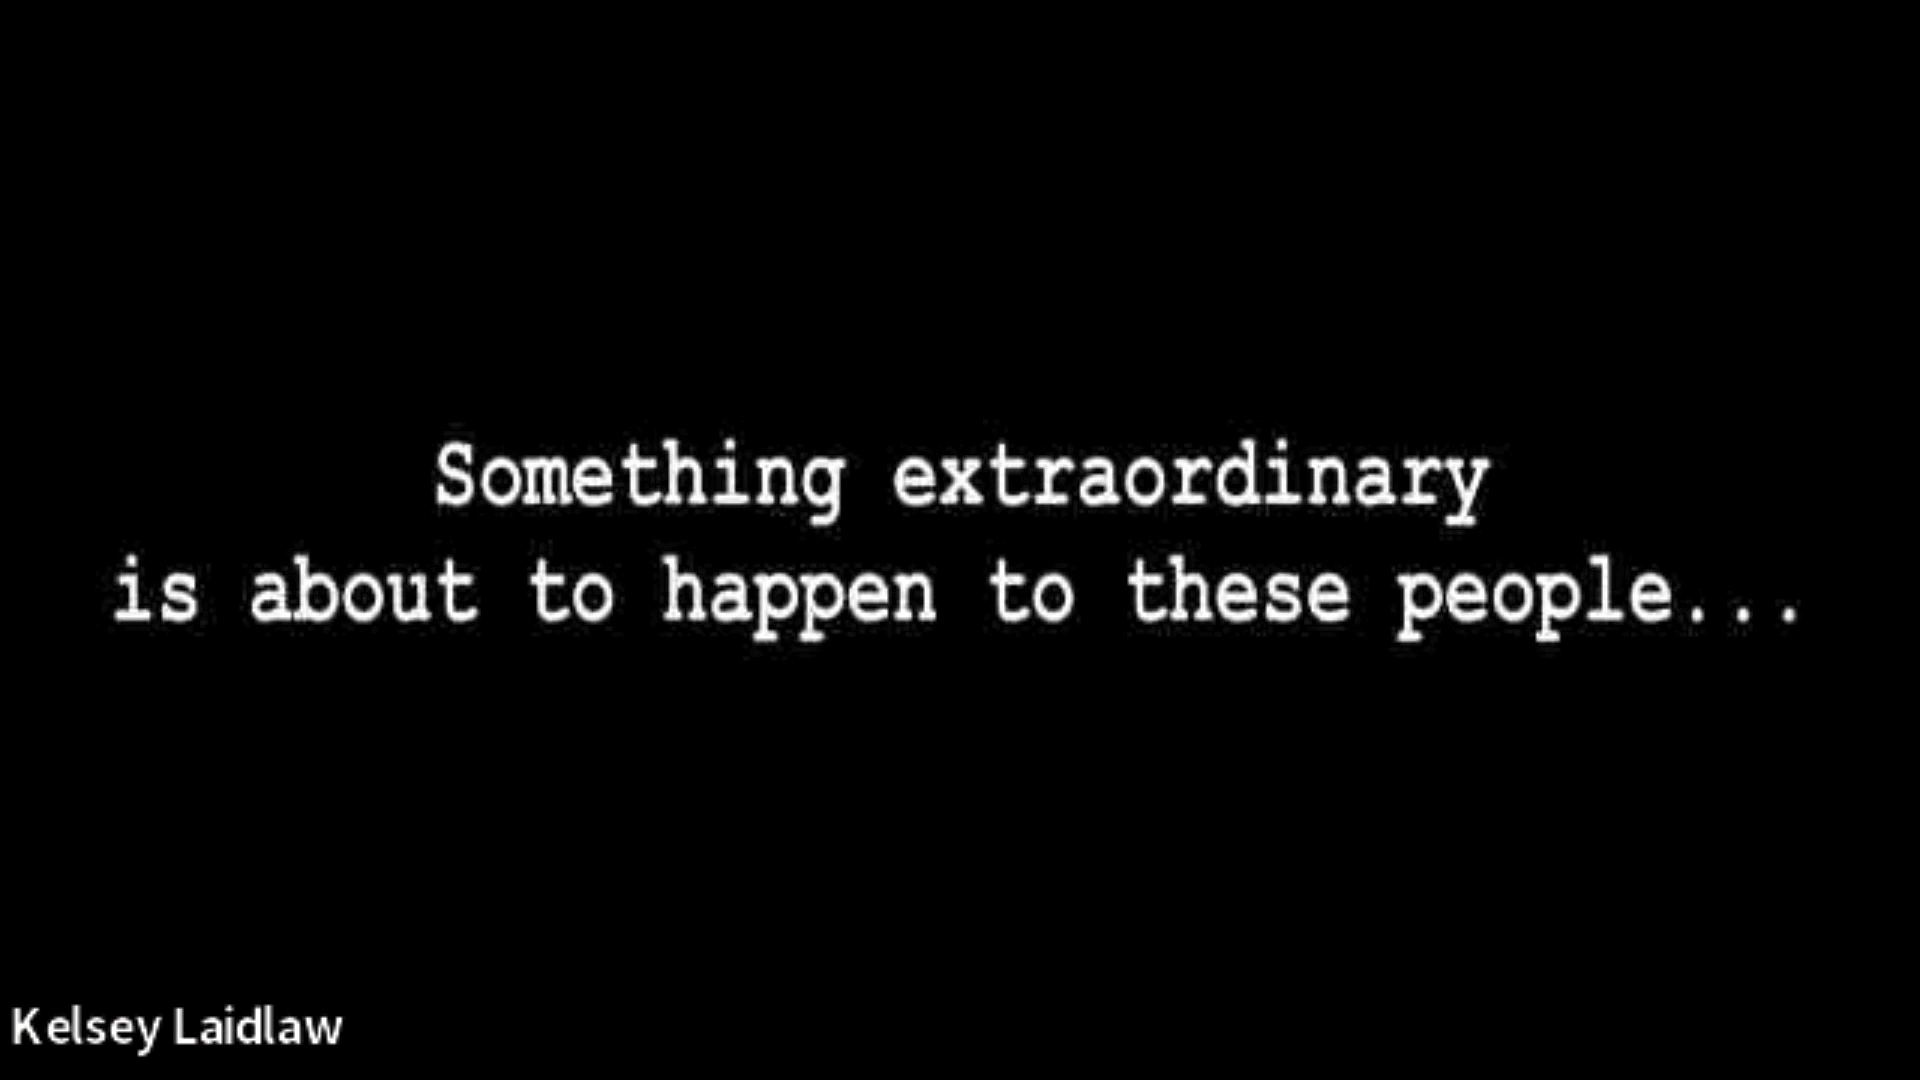 Something extraordinary
is about to happen to these people...
Kelsey Laidlaw